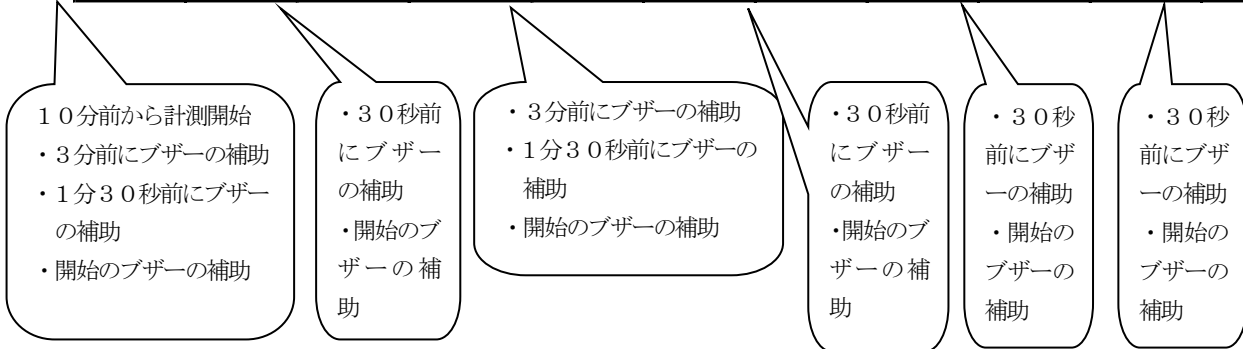 １０分前から計測開始
・３分前にブザーの補助
・１分３０秒前にブザー
の補助
・開始のブザーの補助
・３０秒前
にブザー
の補助
・開始のブ
ザーの補
助
・３分前にブザーの補助
・１分３０秒前にブザーの
補助
・開始のブザーの補助
・３０秒前
にブザー
の補助
・開始のブ
ザーの補
助
・３０秒
前にブザ
ーの補助
・開始の
ブザーの
補助
・３０秒
前にブザ
ーの補助
・開始の
ブザーの
補助